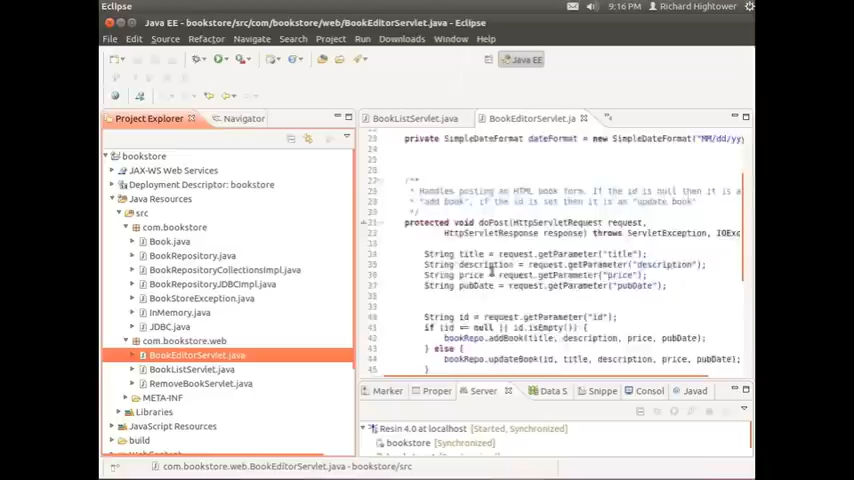 Eclipse 9:16 PM Richard Hightower
Java EE - bookstore/src/com/bookstore/web/BookEditorServlet.java - Eclipse
File Edit Source Refactor Navigate Search Project Run Downloads Window Help
Java EE
Project Explorer Navigator
bookstore
JAX-WS Web Services
Deployment Descriptor: bookstore
Java Resources
src
com.bookstore
Book.java
BookRepository.java
BookRepositoryCollectionsImpl.java
BookRepositoryJDBCImpl.java
BookStoreException.java
InMemory.java
JDBC.java
com.bookstore.web
BookEditorServlet.java
BookListServlet.java
RemoveBookServlet.java
META-INF
Libraries
JavaScript Resources
build
BookListServlet.java BookEditorServlet.ja
private SimpleDateFormat dateFormat = new SimpleDateFormat("MM/dd/yy
/**
* Handles posting an HTML book form. If the id is null then it is a
* "add book", if the id is set then it is an "update book"
*/
protected void doPost(HttpServletRequest request,
HttpServletResponse response) throws ServletException, IOExc
String title = request.getParameter("title");
String description = request.getParameter("description");
String price = request.getParameter("price");
String pubDate = request.getParameter("pubDate");
String id = request.getParameter("id");
if (id == null || id.isEmpty()) {
bookRepo.addBook(title, description, price, pubDate);
} else {
bookRepo.updateBook(id, title, description, price, pubDate);
}
Marker Proper Server Data S Snippe Consol Javad
Resin 4.0 at localhost [Started, Synchronized]
bookstore [Synchronized]
com.bookstore.web.BookEditorServlet.java - bookstore/src